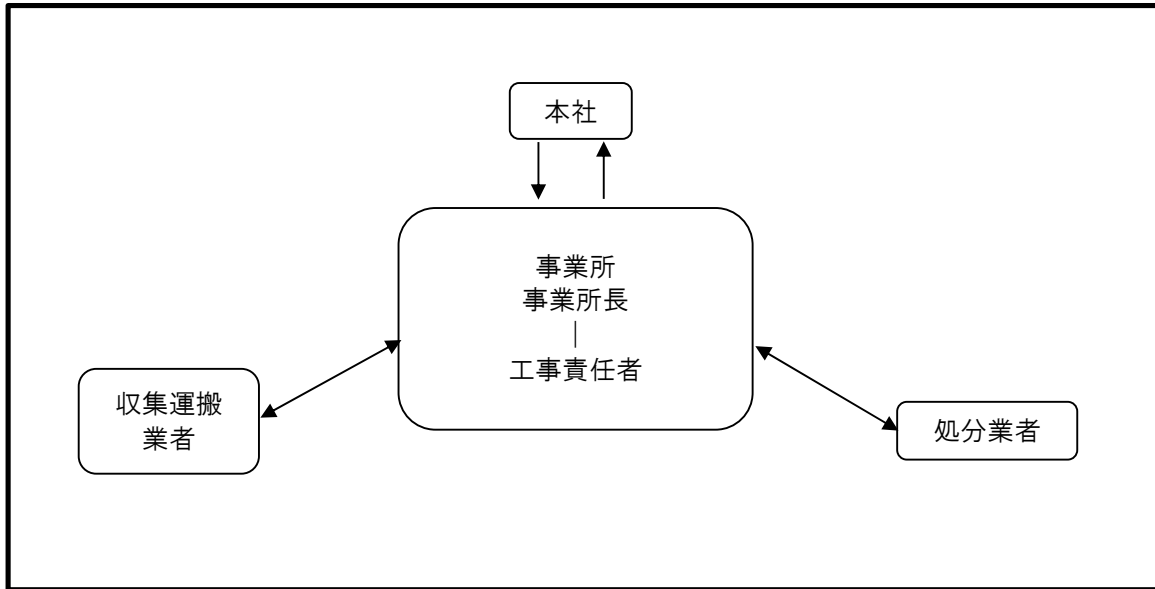 本社
事業所
事業所長
｜
工事責任者
収集運搬
業者
処分業者